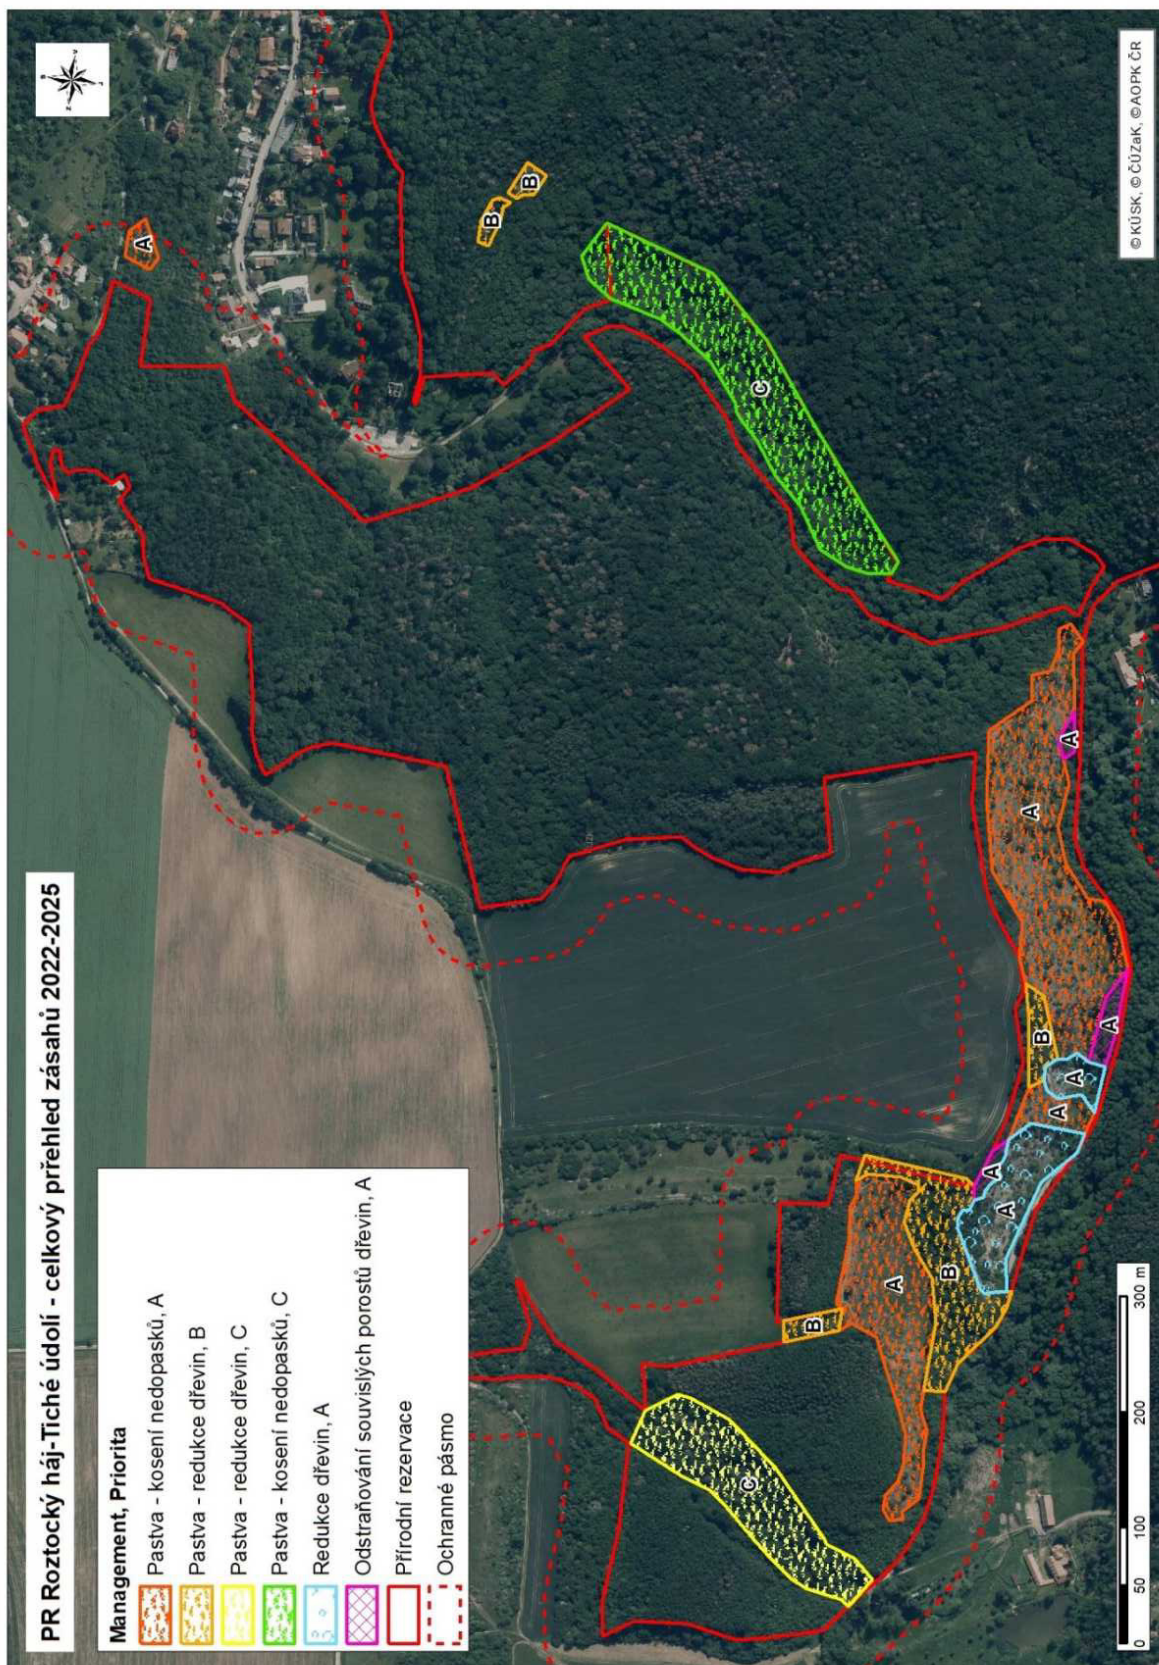 PR Roztocký háj-Tiché údolí - celkový přehled zásahů 2022-2025
Management, Priorita
Pastva - kosení nedopasků, A
Pastva - redukce dřevin, B
Pastva - redukce dřevin, C
Pastva - kosení nedopasků, C
Redukce dřevin, A
Odstraňování souvislých porostů dřevin, A
Přírodní rezervace
Ochranné pásmo
S
V
J
Z
A
B
B
C
A
A
B
A
A
A
A
A
B
A
B
C
0 50 100 200 300 m
© KÚSK, © ČÚZaK, © AOPK ČR